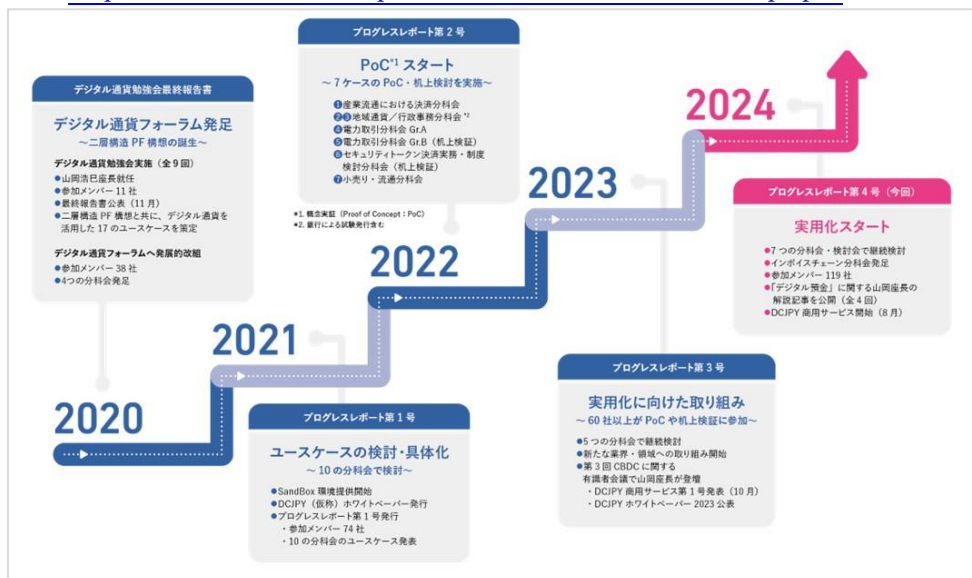 デジタル通貨勉強会最終報告書
デジタル通貨フォーラム発足
～二層構造 PF 構想の誕生～
デジタル通貨勉強会実施（全 9 回）
●山岡浩巳座長就任
●参加メンバー 11 社
●最終報告書公表（11 月）
●二層構造 PF 構想と共に、デジタル通貨を
活用した 17 のユースケースを策定
デジタル通貨フォーラムへ発展的改組
●参加メンバー 38 社
●4つの分科会発足
2020
2021
プログレスレポート第 1 号
ユースケースの検討・具体化
～ 10 の分科会で検討～
●SandBox 環境提供開始
●DCJPY（仮称）ホワイトペーパー発行
●プログレスレポート第 1 号発行
・参加メンバー 74 社
・10 の分科会のユースケース発表
プログレスレポート第 2 号
PoC*1 スタート
～ 7 ケースの PoC・机上検討を実施～
❶産業流通における決済分科会
❷❸地域通貨／行政事務分科会 *2
❹電力取引分科会 Gr.A
❺電力取引分科会 Gr.B（机上検証）
❻セキュリティトークン決済実務・制度
検討分科会（机上検証）
❼小売り・流通分科会
*1. 概念実証（Proof of Concept：PoC）
*2. 銀行による試験発行含む
2022
2023
プログレスレポート第 3 号
実用化に向けた取り組み
～ 60 社以上が PoC や机上検証に参加～
●5 つの分科会で継続検討
●新たな業界・領域への取り組み開始
●第 3 回 CBDC に関する
有識者会議で山岡座長が登壇
・DCJPY 商用サービス第 1 号発表（10 月）
・DCJPY ホワイトペーパー 2023 公表
2024
プログレスレポート第 4 号（今回）
実用化スタート
●7 つの分科会・検討会で継続検討
●インボイスチェーン分科会発足
●参加メンバー 119 社
●「デジタル預金」に関する山岡座長の
解説記事を公開（全 4 回）
●DCJPY 商用サービス開始（8 月）